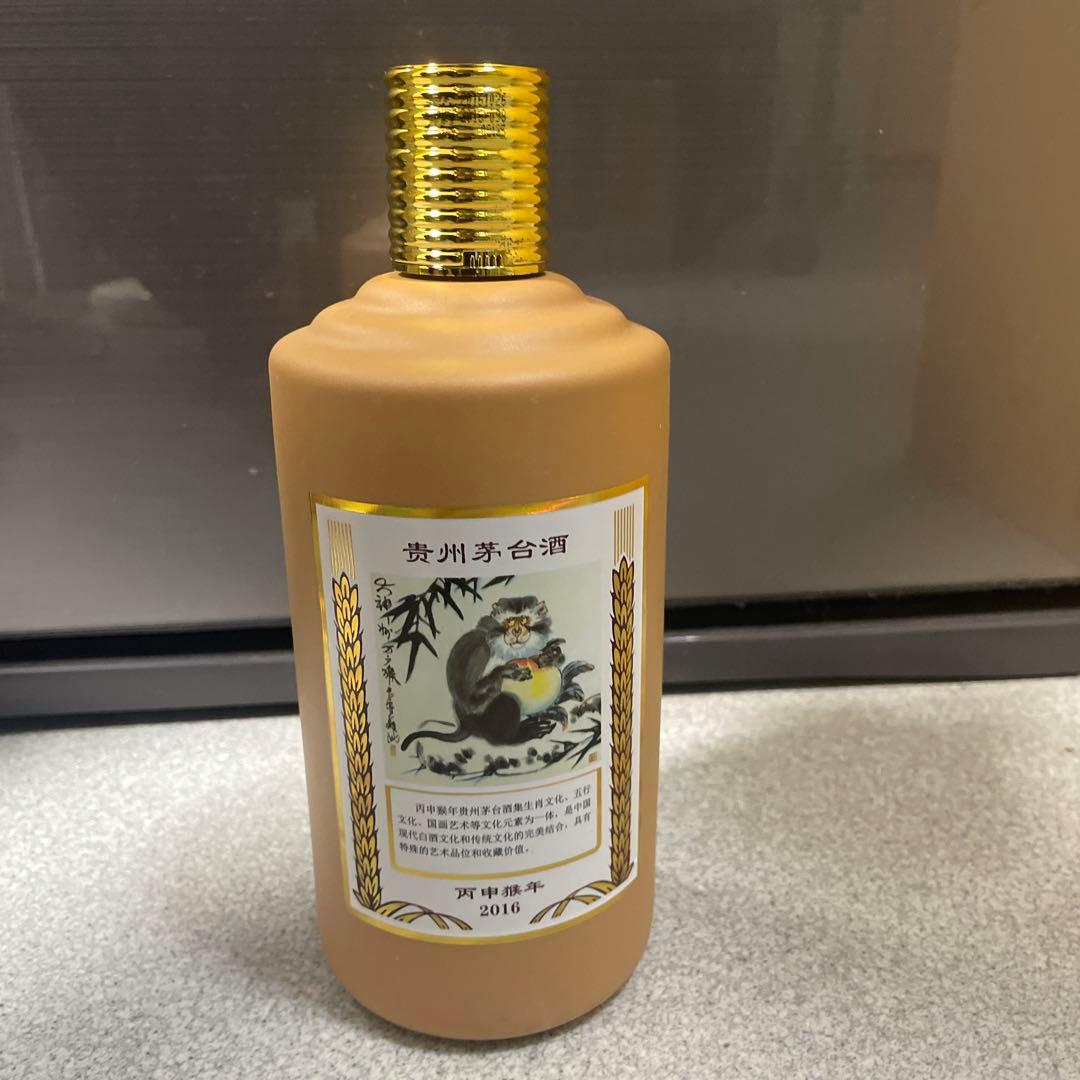 贵州茅台酒
丙申猴年贵州茅台酒集生肖文化、五行
文化、国画艺术等文化元素为一体，是中国
现代白酒文化和传统文化的完美结合，具有
特殊的艺术品位和收藏价值。
丙申猴年
2016